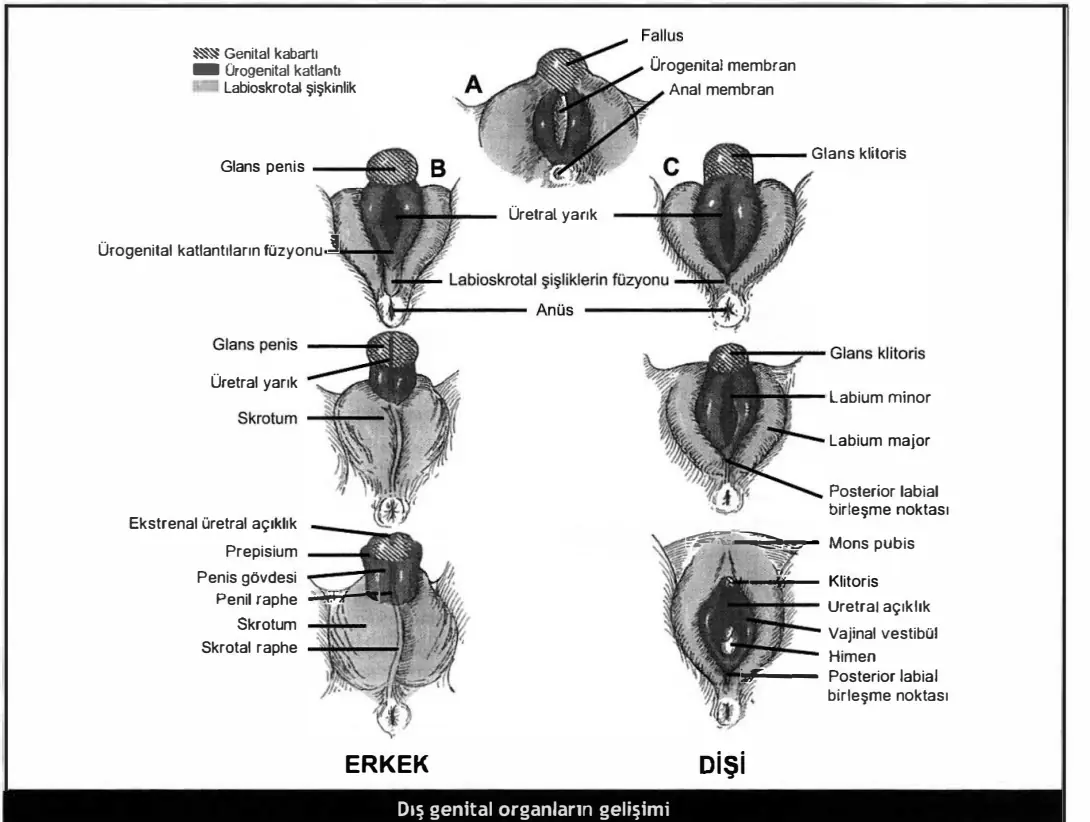 Genital kabartı
Ürogenital katlantı
Labioskrotal şişkinlik
A
Fallus
Ürogenital membran
Anal membran
Glans penis
B
C
Glans klitoris
Üretral yarık
Ürogenital katlantıların füzyonu
Labioskrotal şişliklerin füzyonu
Anüs
Glans penis
Üretral yarık
Skrotum
Glans klitoris
Labium minor
Labium major
Posterior labial
birleşme noktası
Ekstrenal üretral açıklık
Prepisium
Penis gövdesi
Penil raphe
Skrotum
Skrotal raphe
Mons pubis
Klitoris
Uretral açıklık
Vajinal vestibül
Himen
Posterior labial
birleşme noktası
ERKEK
DİŞİ
Dış genital organların gelişimi